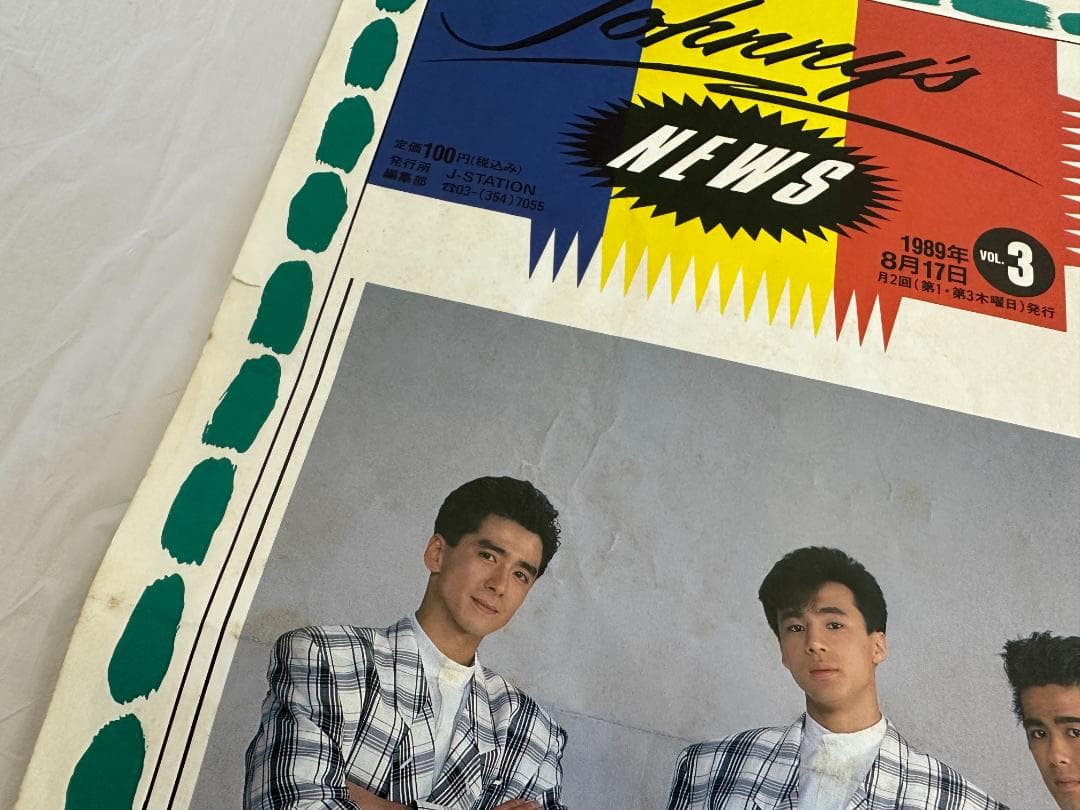 Johnny's
NEWS
定価100円(税込み)
発行所 J-STATION
編集部 ☎03-(354)7055
1989年
8月17日
VOL.3
月2回(第1・第3木曜日)発行